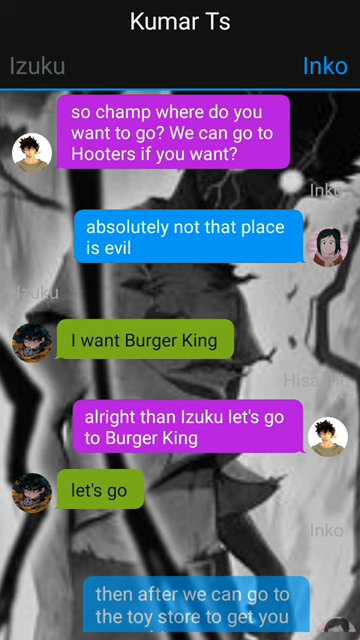 Kumar Ts
Izuku
Inko
so champ where do you
want to go? We can go to
Hooters if you want?
Inko
absolutely not that place
is evil
Izuku
I want Burger King
Hisashi
alright than Izuku let's go
to Burger King
let's go
Inko
then after we can go to
the toy store to get you